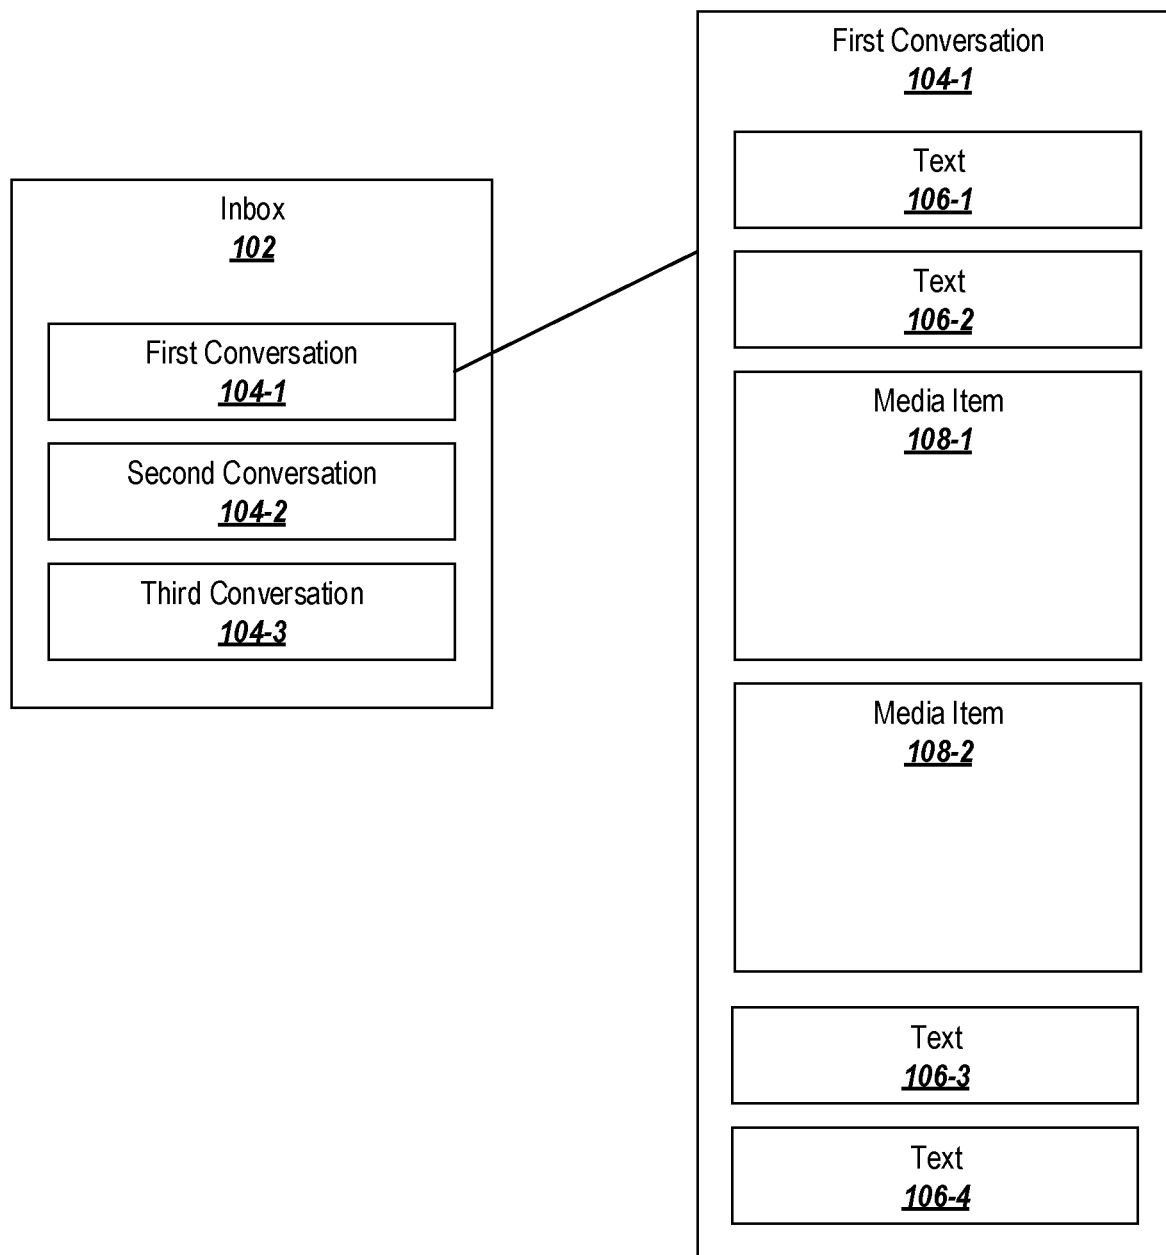 Inbox
102
First Conversation
104-1
Second Conversation
104-2
Third Conversation
104-3
First Conversation
104-1
Text
106-1
Text
106-2
Media Item
108-1
Media Item
108-2
Text
106-3
Text
106-4